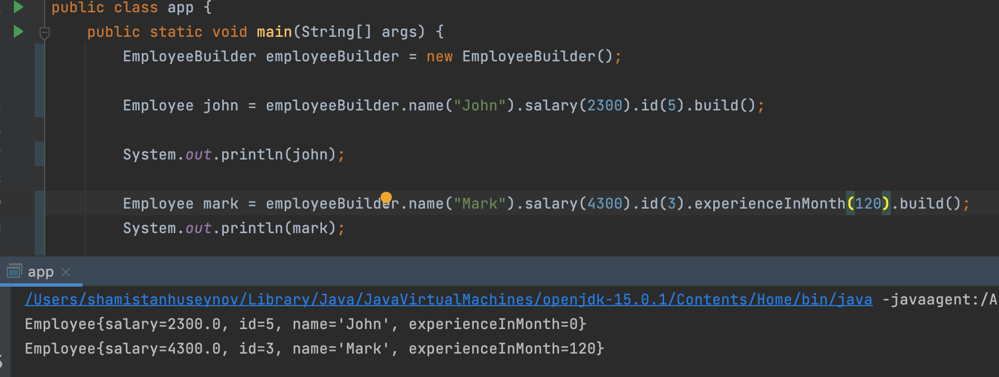 public class app {
public static void main(String[] args) {
EmployeeBuilder employeeBuilder = new EmployeeBuilder();
Employee john = employeeBuilder.name("John").salary(2300).id(5).build();
System.out.println(john);
Employee mark = employeeBuilder.name("Mark").salary(4300).id(3).experienceInMonth(120).build();
System.out.println(mark);
app
/Users/shamistanhuseynov/Library/Java/JavaVirtualMachines/openjdk-15.0.1/Contents/Home/bin/java -javaagent:/A
Employee{salary=2300.0, id=5, name='John', experienceInMonth=0}
Employee{salary=4300.0, id=3, name='Mark', experienceInMonth=120}